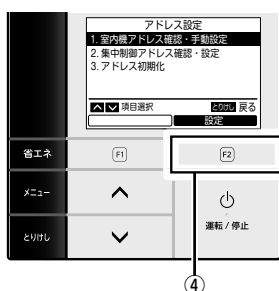 アドレス設定
1. 室内機アドレス確認・手動設定
2. 集中制御アドレス確認・設定
3. アドレス初期化
項目選択 とりけし 戻る
設定
省エネ F1 F2
メニュー
運転 / 停止
とりけし
④